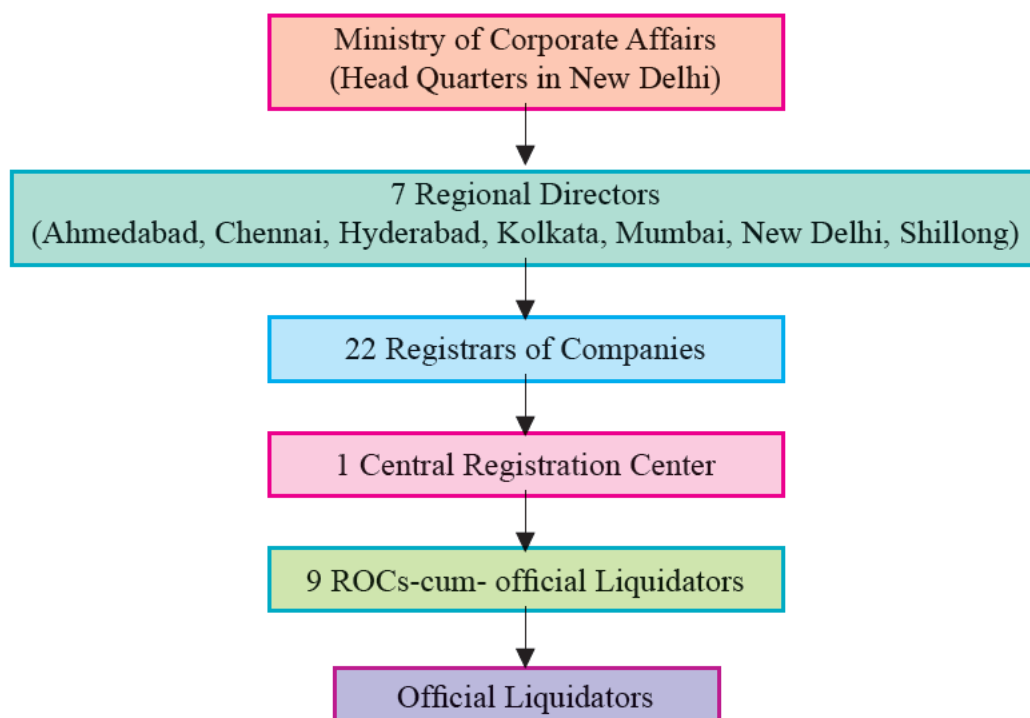 Ministry of Corporate Affairs
(Head Quarters in New Delhi)
7 Regional Directors
(Ahmedabad, Chennai, Hyderabad, Kolkata, Mumbai, New Delhi, Shillong)
22 Registrars of Companies
1 Central Registration Center
9 ROCs-cum- official Liquidators
Official Liquidators